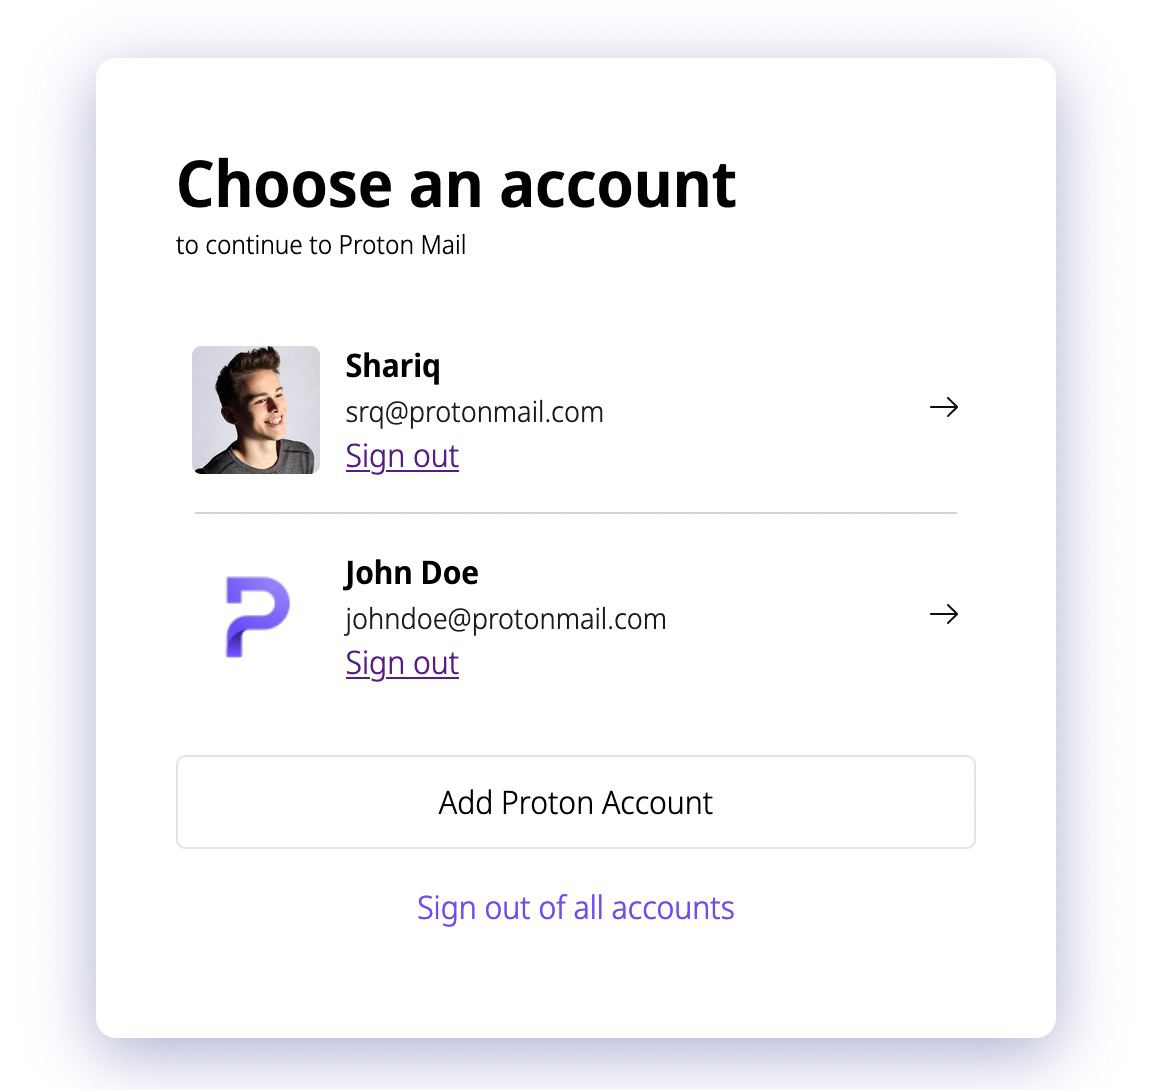 Choose an account
to continue to Proton Mail
Shariq
srq@protonmail.com
Sign out
John Doe
johndoe@protonmail.com
Sign out
Add Proton Account
Sign out of all accounts